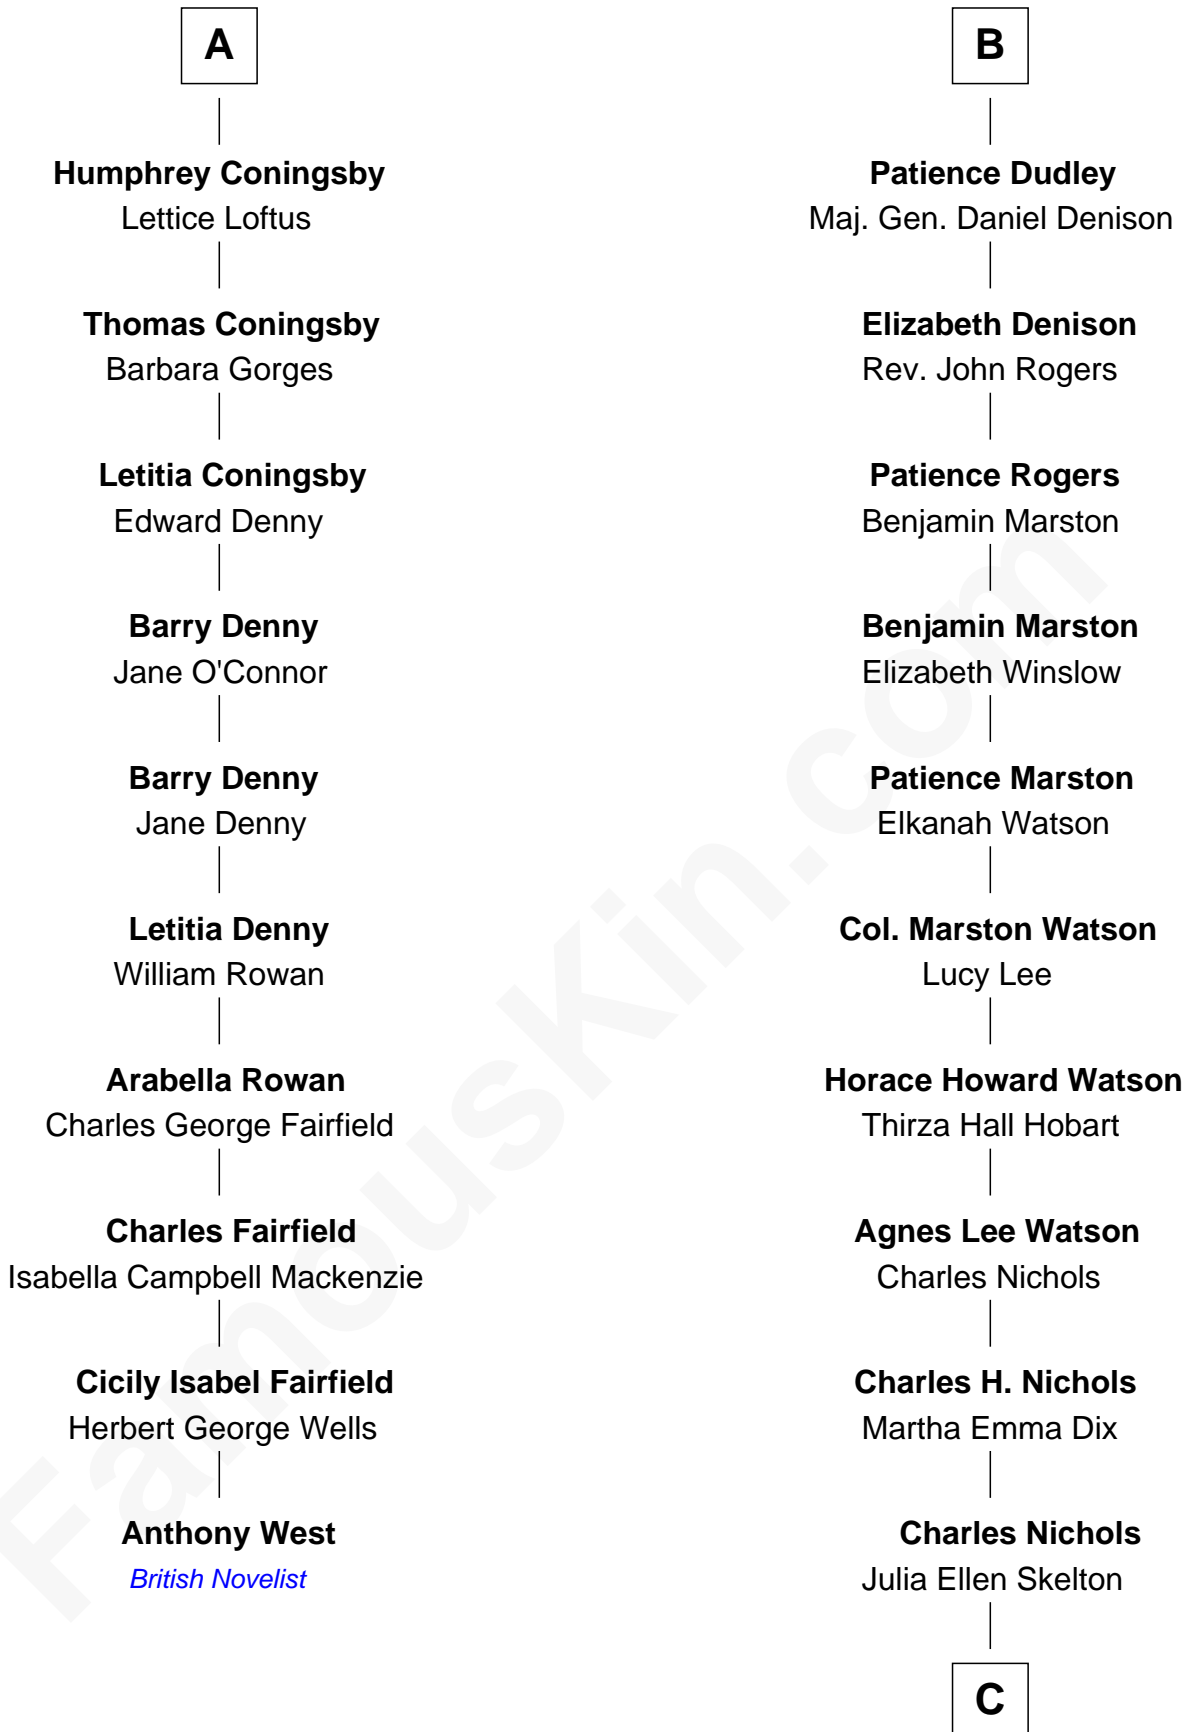 A
Humphrey Coningsby
Lettice Loftus
Thomas Coningsby
Barbara Gorges
Letitia Coningsby
Edward Denny
Barry Denny
Jane O'Connor
Barry Denny
Jane Denny
Letitia Denny
William Rowan
Arabella Rowan
Charles George Fairfield
Charles Fairfield
Isabella Campbell Mackenzie
Cicily Isabel Fairfield
Herbert George Wells
Anthony West
British Novelist
B
Patience Dudley
Maj. Gen. Daniel Denison
Elizabeth Denison
Rev. John Rogers
Patience Rogers
Benjamin Marston
Benjamin Marston
Elizabeth Winslow
Patience Marston
Elkanah Watson
Col. Marston Watson
Lucy Lee
Horace Howard Watson
Thirza Hall Hobart
Agnes Lee Watson
Charles Nichols
Charles H. Nichols
Martha Emma Dix
Charles Nichols
Julia Ellen Skelton
C
FamousKin.com